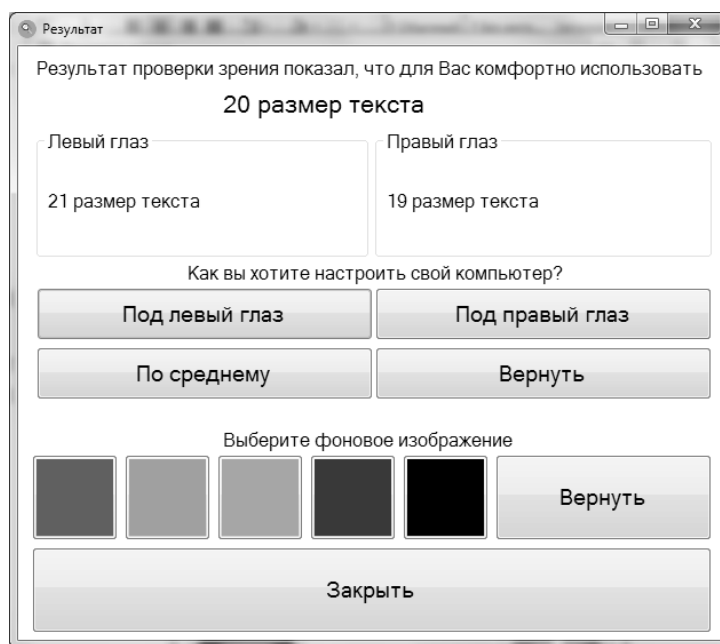 Результат
Результат проверки зрения показал, что для Вас комфортно использовать
20 размер текста
Левый глаз
Правый глаз
21 размер текста
19 размер текста
Как вы хотите настроить свой компьютер?
Под левый глаз
Под правый глаз
По среднему
Вернуть
Выберите фоновое изображение
Вернуть
Закрыть